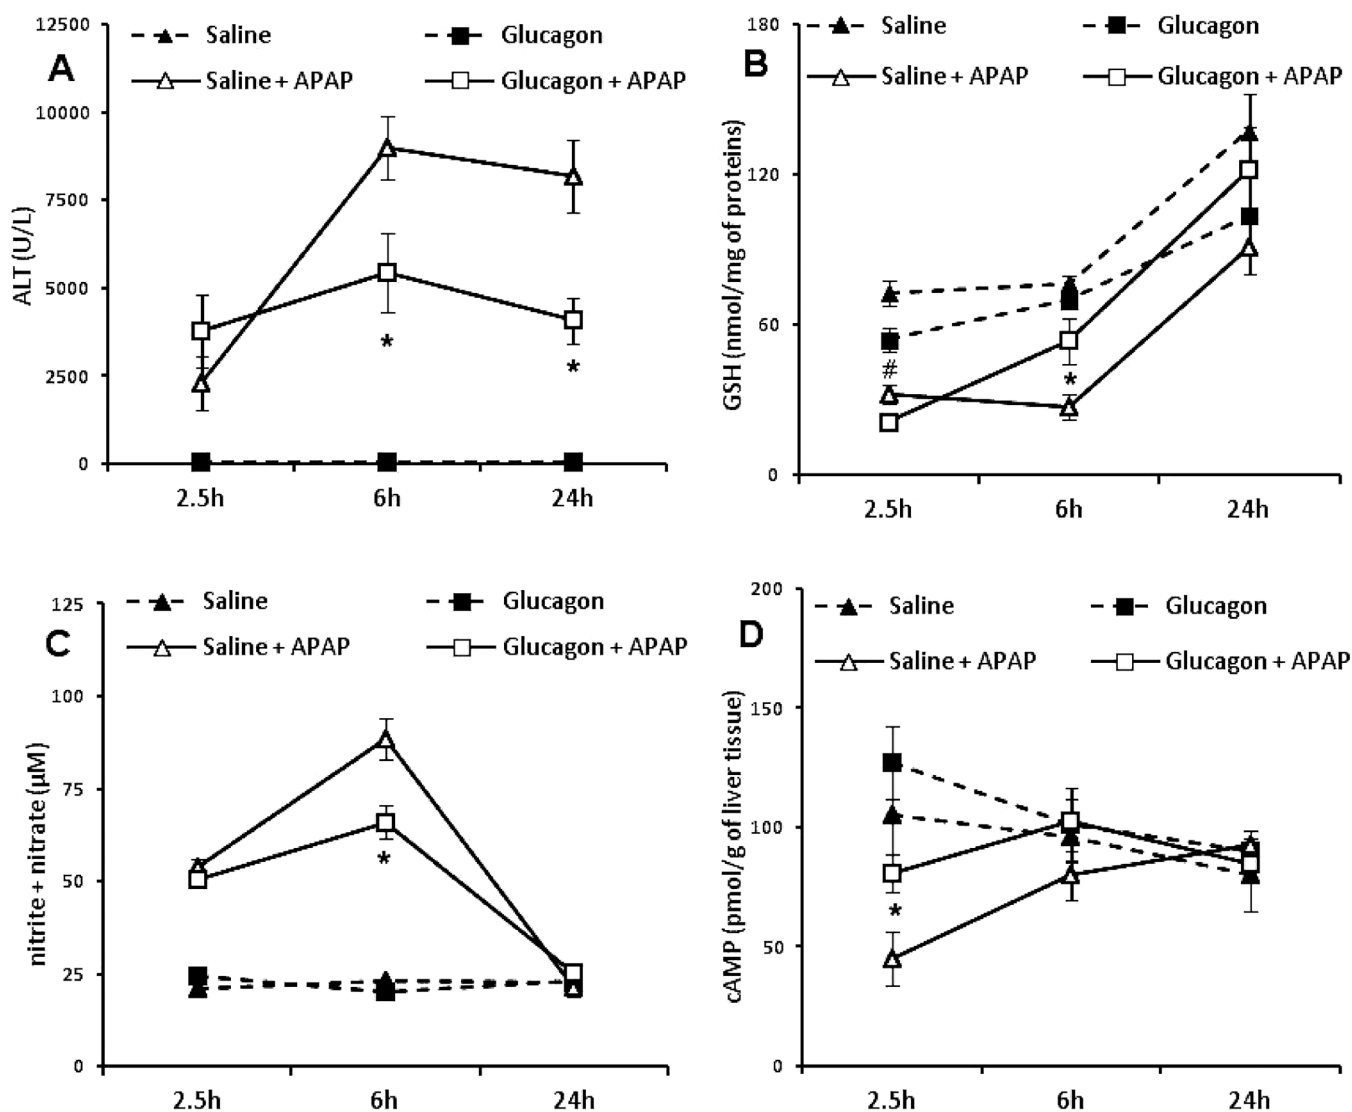 A
Saline
Glucagon
Saline + APAP
Glucagon + APAP
ALT (U/L)
12500
10000
7500
5000
2500
0
*
*
2.5h
6h
24h
B
Saline
Glucagon
Saline + APAP
Glucagon + APAP
GSH (nmol/mg of proteins)
180
120
60
0
#
*
2.5h
6h
24h
C
Saline
Glucagon
Saline + APAP
Glucagon + APAP
nitrite + nitrate (µM)
125
100
75
50
25
0
*
2.5h
6h
24h
D
Saline
Glucagon
Saline + APAP
Glucagon + APAP
cAMP (pmol/g of liver tissue)
200
150
100
50
0
*
2.5h
6h
24h